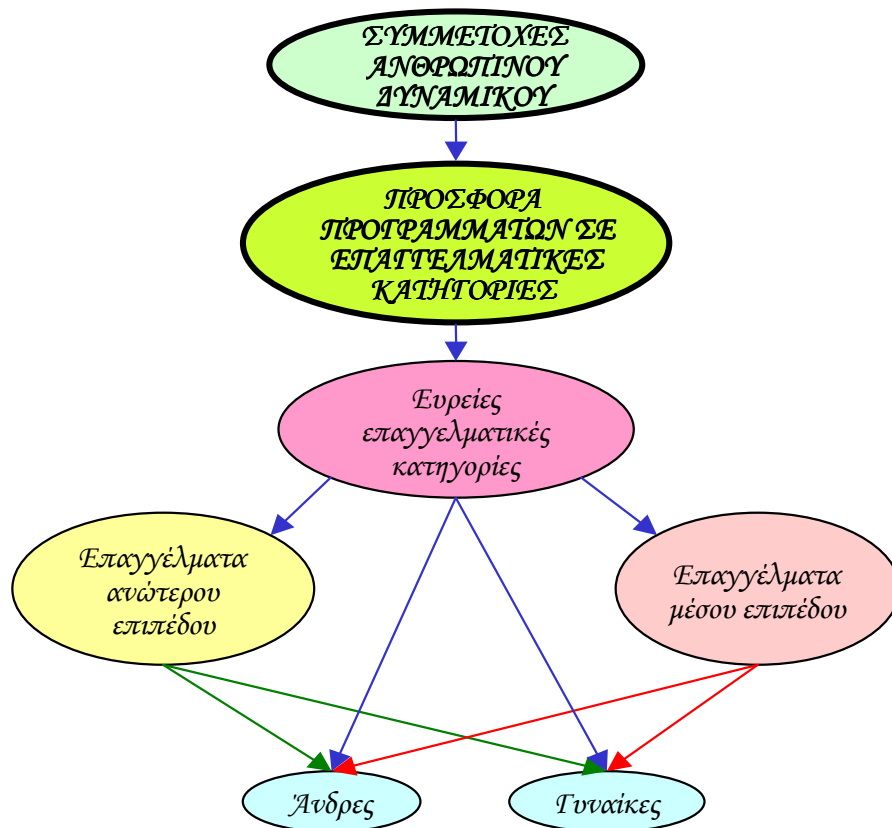 ΣΥΜΜΕΤΟΧΕΣ
ΑΝΘΡΩΠΙΝΟΥ
ΔΥΝΑΜΙΚΟΥ
ΠΡΟΣΦΟΡΑ
ΠΡΟΓΡΑΜΜΑΤΩΝ ΣΕ
ΕΠΑΓΓΕΛΜΑΤΙΚΕΣ
ΚΑΤΗΓΟΡΙΕΣ
Ευρείες
επαγγελματικές
κατηγορίες
Επαγγέλματα
ανώτερου
επιπέδου
Επαγγέλματα
μέσου επιπέδου
Άνδρες
Γυναίκες